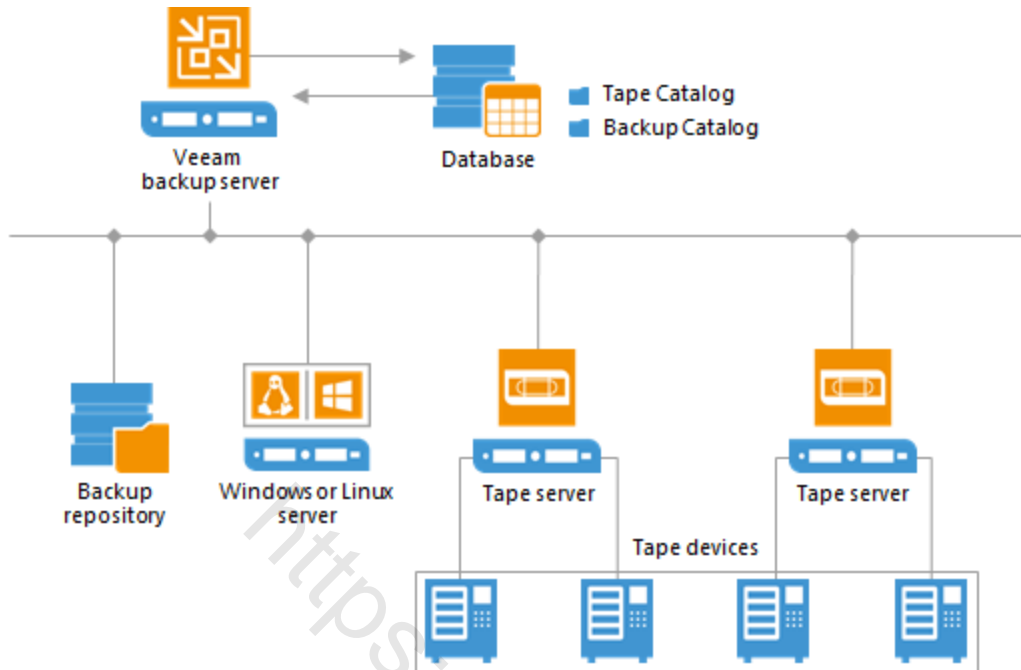 Tape Catalog
Backup Catalog
Veeam
backup server
Database
Backup
repository
Windows or Linux
server
Tape server
Tape server
Tape devices
https: